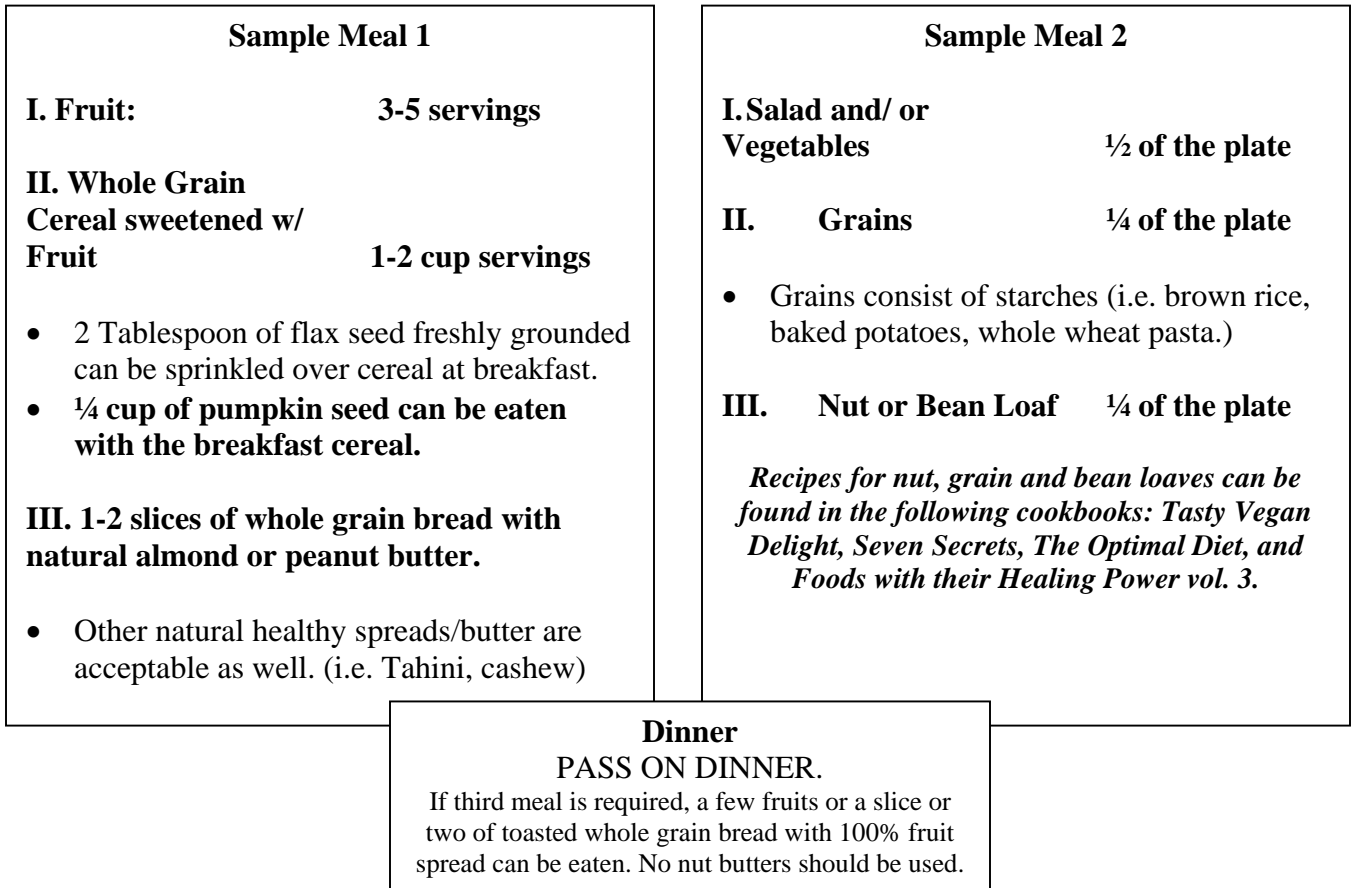 Sample Meal 1
I. Fruit: 3-5 servings
II. Whole Grain
Cereal sweetened w/
Fruit 1-2 cup servings
• 2 Tablespoon of flax seed freshly grounded
can be sprinkled over cereal at breakfast.
• ¼ cup of pumpkin seed can be eaten
with the breakfast cereal.
III. 1-2 slices of whole grain bread with
natural almond or peanut butter.
• Other natural healthy spreads/butter are
acceptable as well. (i.e. Tahini, cashew)
Sample Meal 2
I.Salad and/ or
Vegetables ½ of the plate
II. Grains ¼ of the plate
• Grains consist of starches (i.e. brown rice,
baked potatoes, whole wheat pasta.)
III. Nut or Bean Loaf ¼ of the plate
Recipes for nut, grain and bean loaves can be
found in the following cookbooks: Tasty Vegan
Delight, Seven Secrets, The Optimal Diet, and
Foods with their Healing Power vol. 3.
Dinner
PASS ON DINNER.
If third meal is required, a few fruits or a slice or
two of toasted whole grain bread with 100% fruit
spread can be eaten. No nut butters should be used.